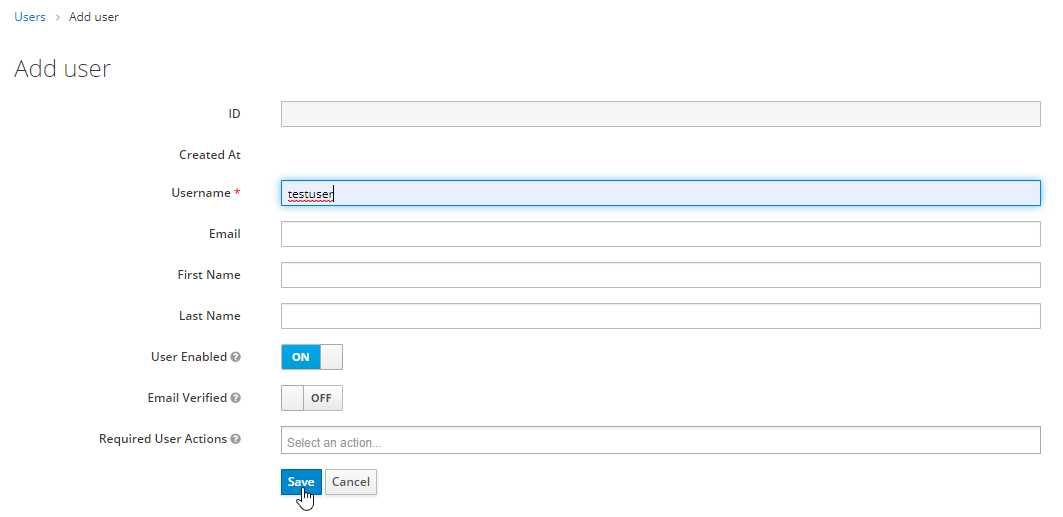 Users > Add user
Add user
ID
Created At
Username *
testuser
Email
First Name
Last Name
User Enabled ?
ON
Email Verified ?
OFF
Required User Actions ?
Select an action...
Save Cancel